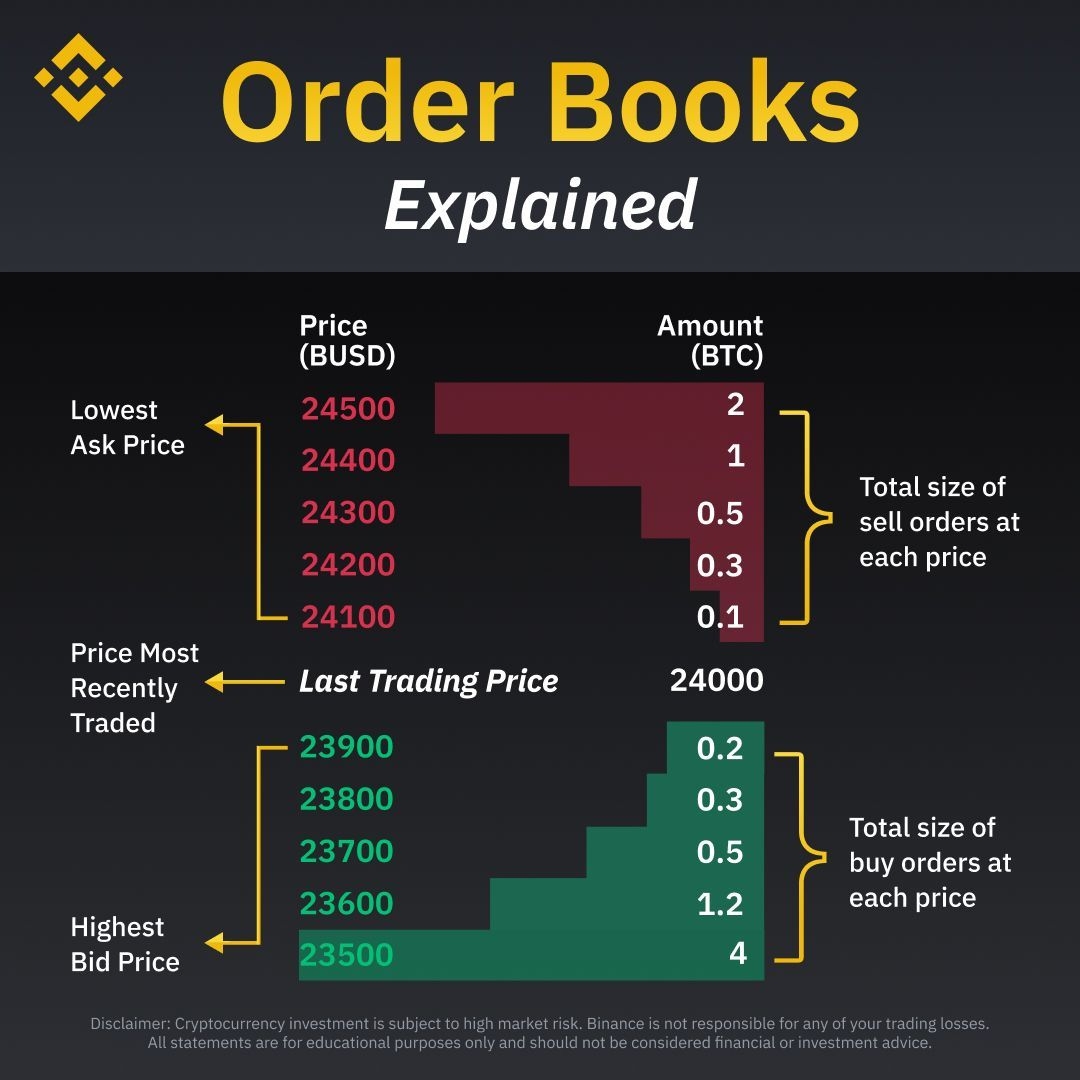 Order Books
Explained
Price
(BUSD)
Amount
(BTC)
Lowest
Ask Price
24500
2
24400
1
24300
0.5
24200
0.3
24100
0.1
Total size of
sell orders at
each price
Price Most
Recently
Traded
Last Trading Price
24000
23900
0.2
23800
0.3
23700
0.5
23600
1.2
23500
4
Total size of
buy orders at
each price
Highest
Bid Price
Disclaimer: Cryptocurrency investment is subject to high market risk. Binance is not responsible for any of your trading losses.
All statements are for educational purposes only and should not be considered financial or investment advice.